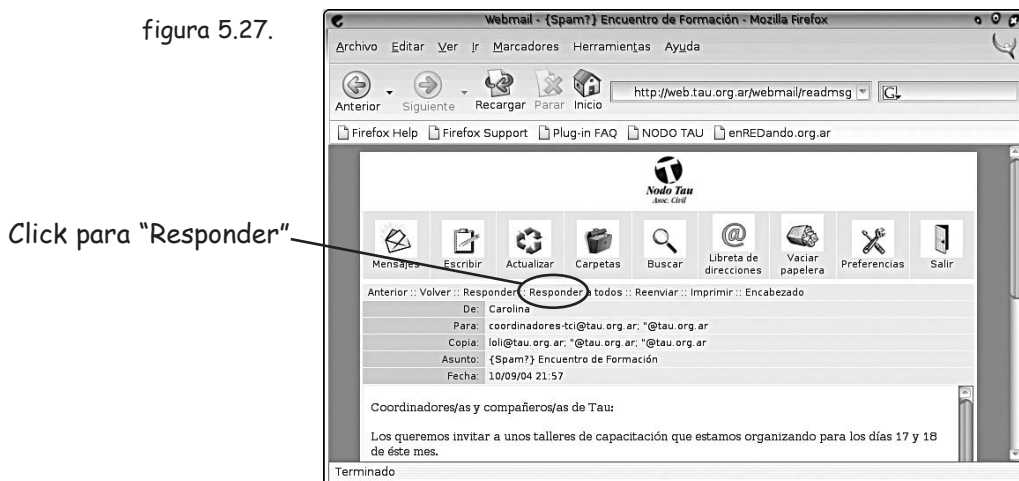 figura 5.27.
Webmail - {Spam?} Encuentro de Formación - Mozilla Firefox
Archivo Editar Ver Ir Marcadores Herramientas Ayuda
Anterior Siguiente Recargar Parar Inicio http://web.tau.org.ar/webmail/readmsg G
Firefox Help Firefox Support Plug-in FAQ NODO TAU enREDando.org.ar
Nodo Tau
Asoc. Civil
Click para “Responder”
Mensajes Escribir Actualizar Carpetas Buscar Libreta de direcciones Vaciar papelera Preferencias Salir
Anterior :: Volver :: Responder :: Responder a todos :: Reenviar :: Imprimir :: Encabezado
De: Carolina
Para: coordinadores-tci@tau.org.ar; "@tau.org.ar
Copia: loli@tau.org.ar; "@tau.org.ar; "@tau.org.ar
Asunto: {Spam?} Encuentro de Formación
Fecha: 10/09/04 21:57
Coordinadores/as y compañeros/as de Tau:
Los queremos invitar a unos talleres de capacitación que estamos organizando para los días 17 y 18
de éste mes.
Terminado